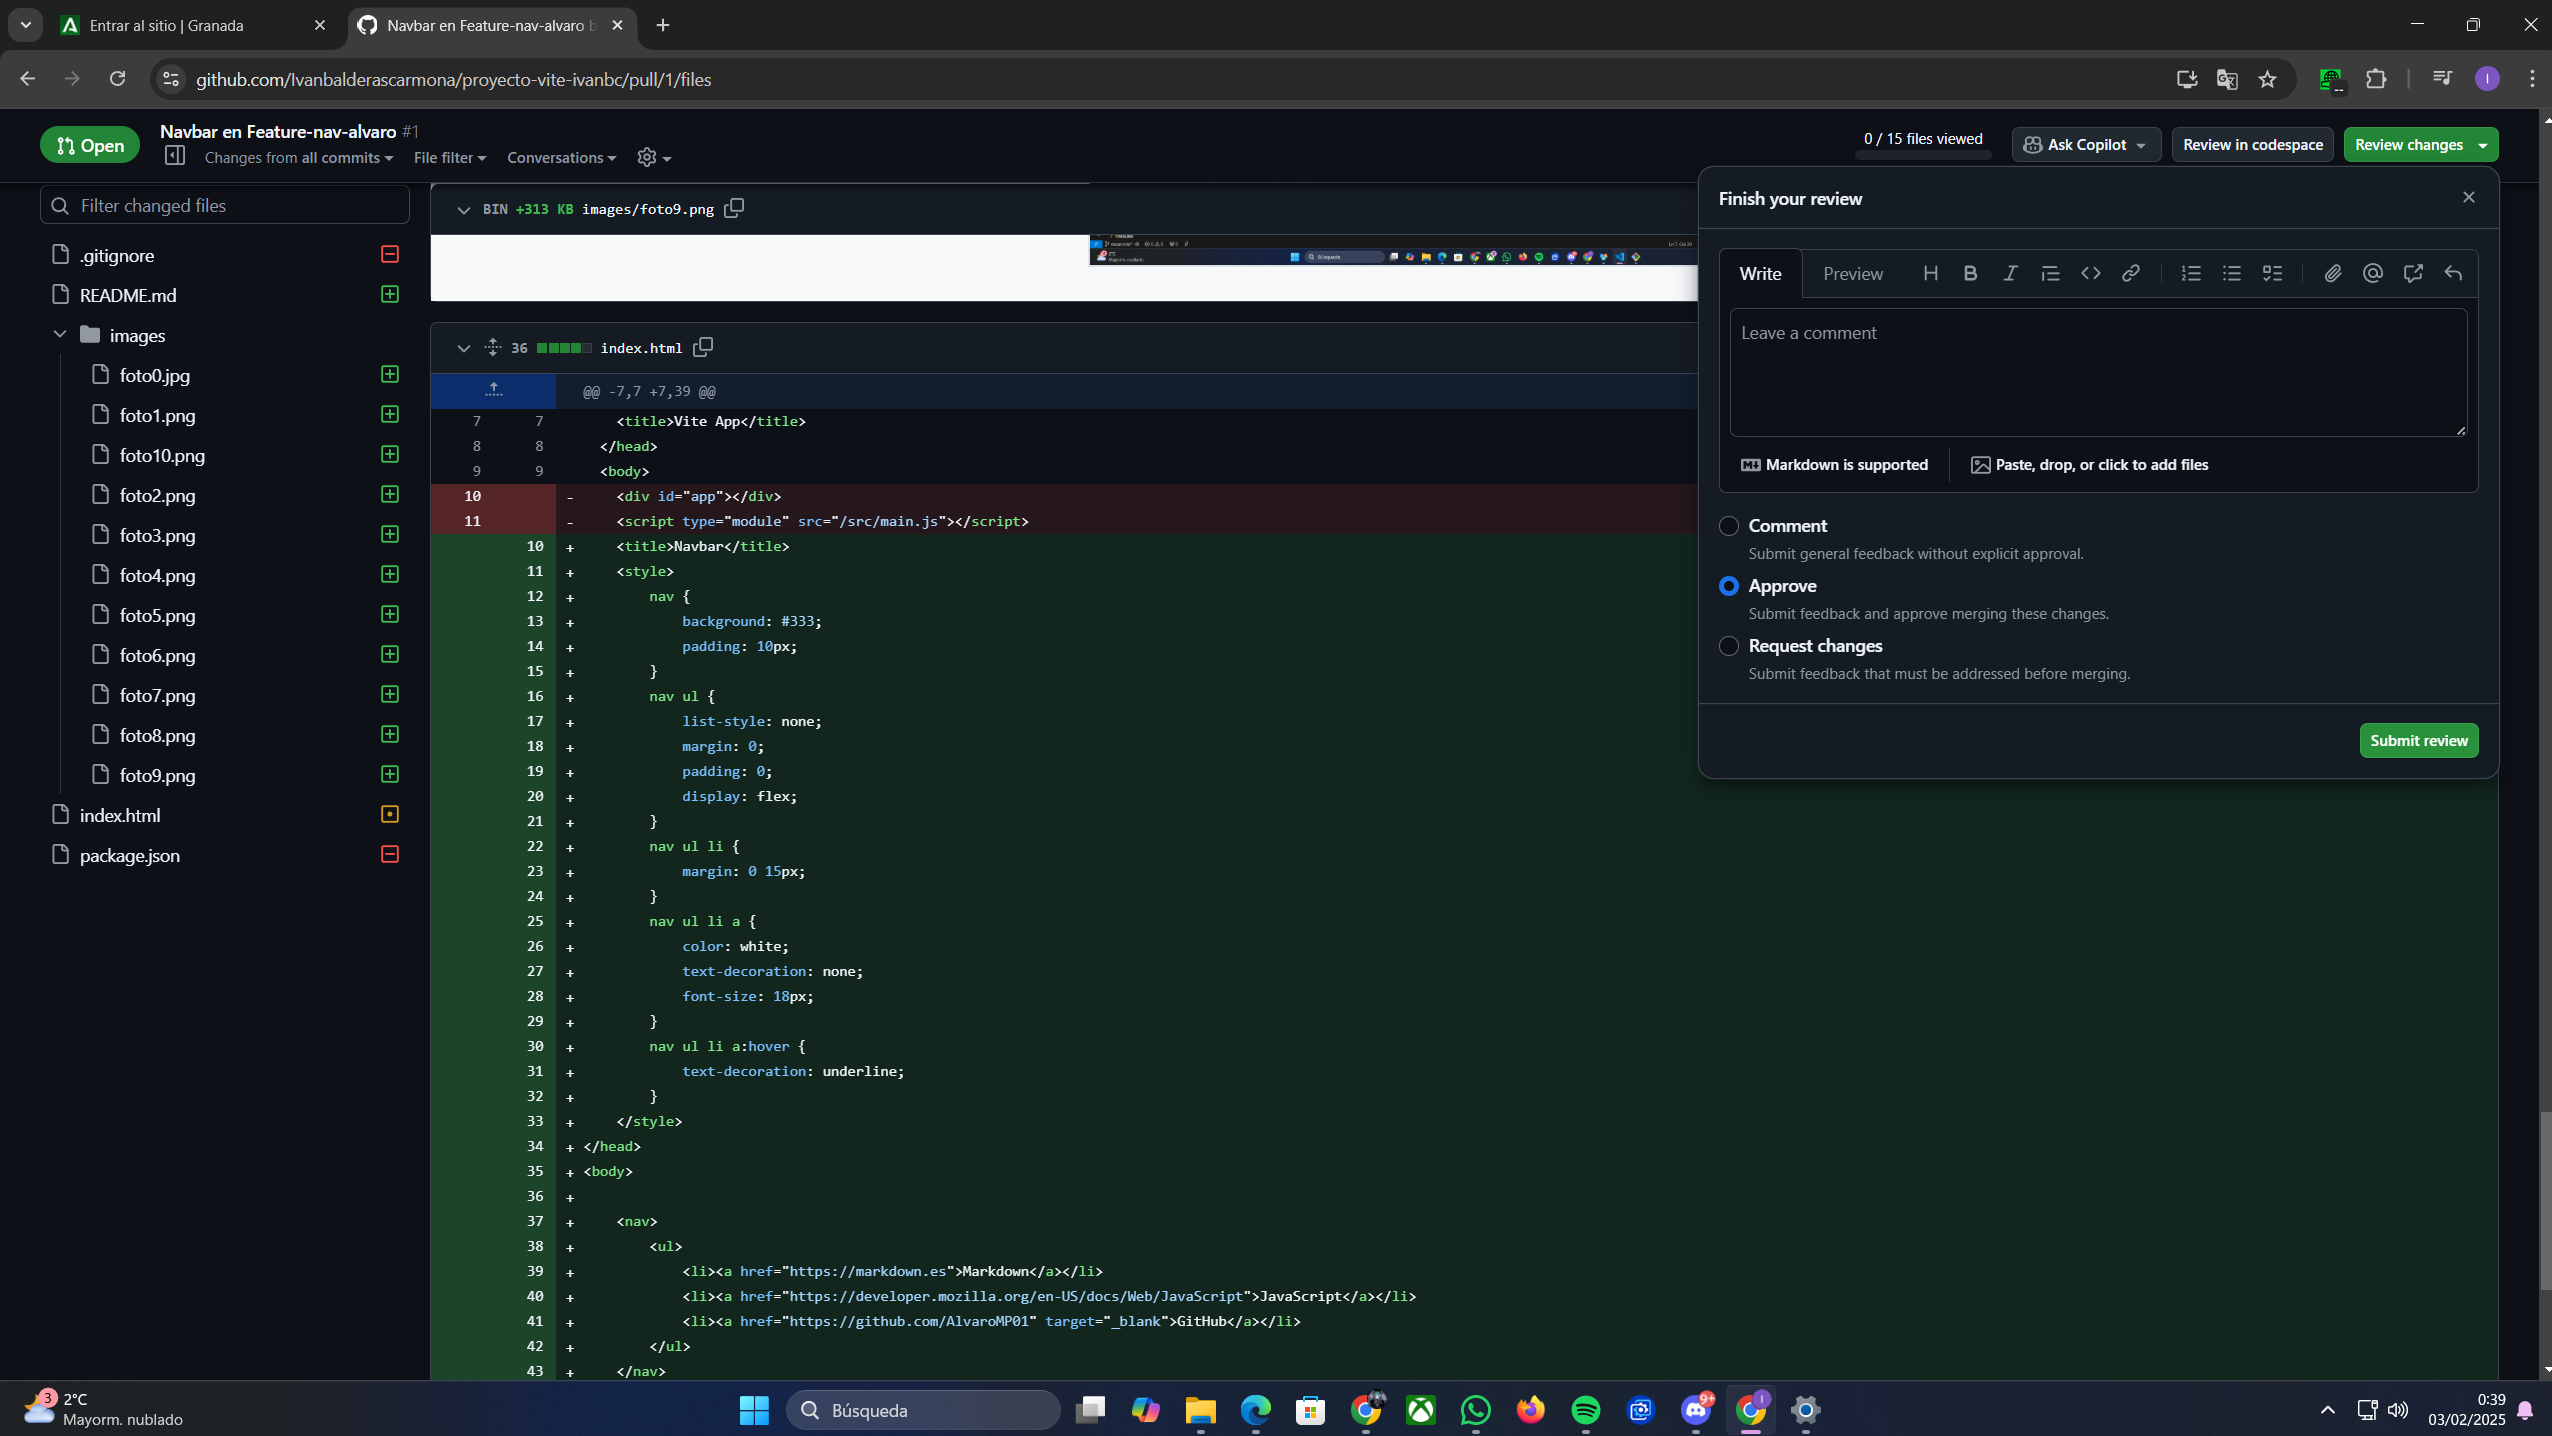 Entrar al sitio | Granada
Navbar en Feature-nav-alvaro b
github.com/Ivanbalderascarmona/proyecto-vite-ivanbc/pull/1/files
I
Open
Navbar en Feature-nav-alvaro #1
Changes from all commits
File filter
Conversations
0 / 15 files viewed
Ask Copilot
Review in codespace
Review changes
Filter changed files
.gitignore
README.md
images
foto0.jpg
foto1.png
foto10.png
foto2.png
foto3.png
foto4.png
foto5.png
foto6.png
foto7.png
foto8.png
foto9.png
index.html
package.json
BIN +313 KB images/foto9.png
36 index.html
@@ -7,7 +7,39 @@
7 7 <title>Vite App</title>
8 8 </head>
9 9 <body>
10 - <div id="app"></div>
11 - <script type="module" src="/src/main.js"></script>
10 + <title>Navbar</title>
11 + <style>
12 + nav {
13 + background: #333;
14 + padding: 10px;
15 + }
16 + nav ul {
17 + list-style: none;
18 + margin: 0;
19 + padding: 0;
20 + display: flex;
21 + }
22 + nav ul li {
23 + margin: 0 15px;
24 + }
25 + nav ul li a {
26 + color: white;
27 + text-decoration: none;
28 + font-size: 18px;
29 + }
30 + nav ul li a:hover {
31 + text-decoration: underline;
32 + }
33 + </style>
34 + </head>
35 + <body>
36 +
37 + <nav>
38 + <ul>
39 + <li><a href="https://markdown.es">Markdown</a></li>
40 + <li><a href="https://developer.mozilla.org/en-US/docs/Web/JavaScript">JavaScript</a></li>
41 + <li><a href="https://github.com/AlvaroMP01" target="_blank">GitHub</a></li>
42 + </ul>
43 + </nav>
Finish your review
Write
Preview
Leave a comment
Markdown is supported
Paste, drop, or click to add files
Comment
Submit general feedback without explicit approval.
Approve
Submit feedback and approve merging these changes.
Request changes
Submit feedback that must be addressed before merging.
Submit review
3
2°C
Mayorm. nublado
Búsqueda
9+
0:39
03/02/2025